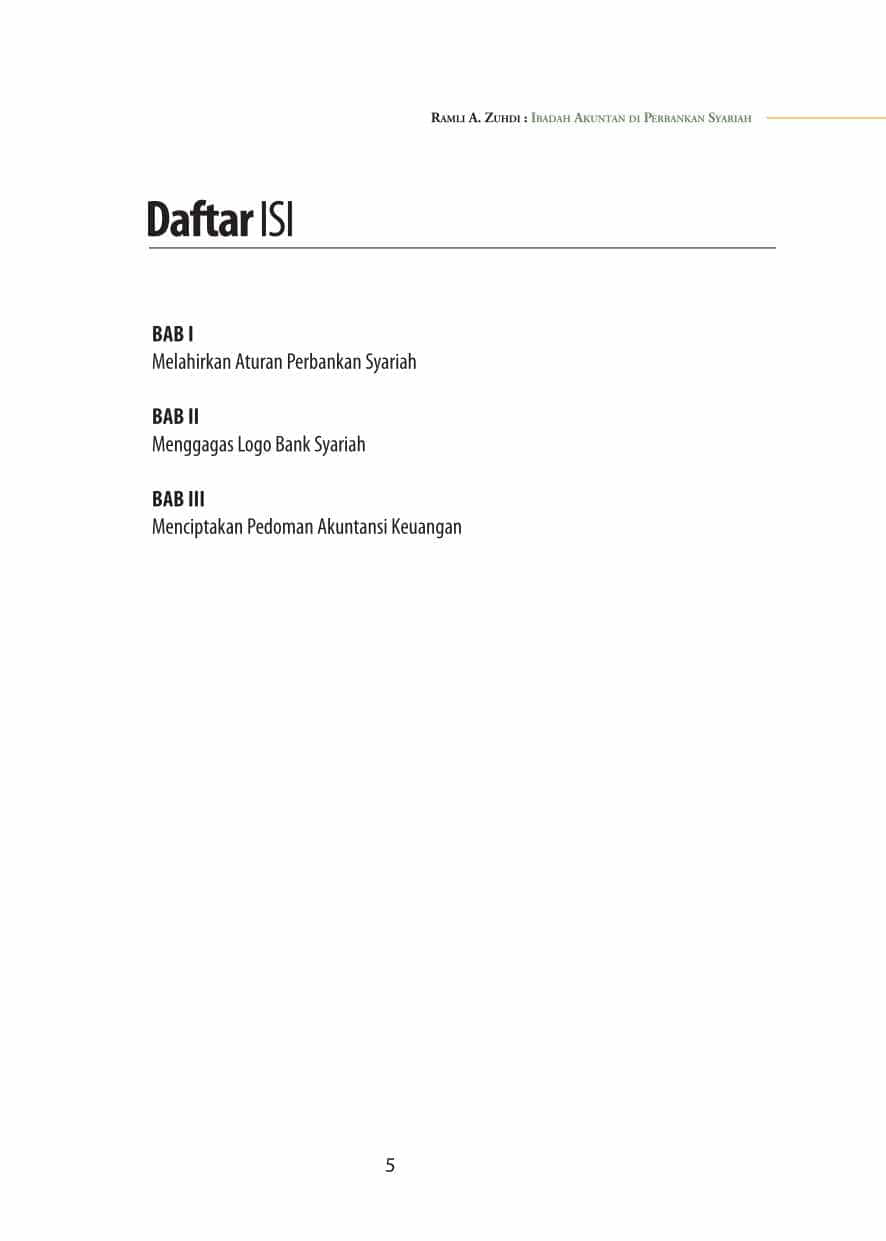 Ramli A. Zuhdi : Ibadah Akuntan di Perbankan Syariah
Daftar ISI
BAB I
Melahirkan Aturan Perbankan Syariah
BAB II
Menggagas Logo Bank Syariah
BAB III
Menciptakan Pedoman Akuntansi Keuangan
5